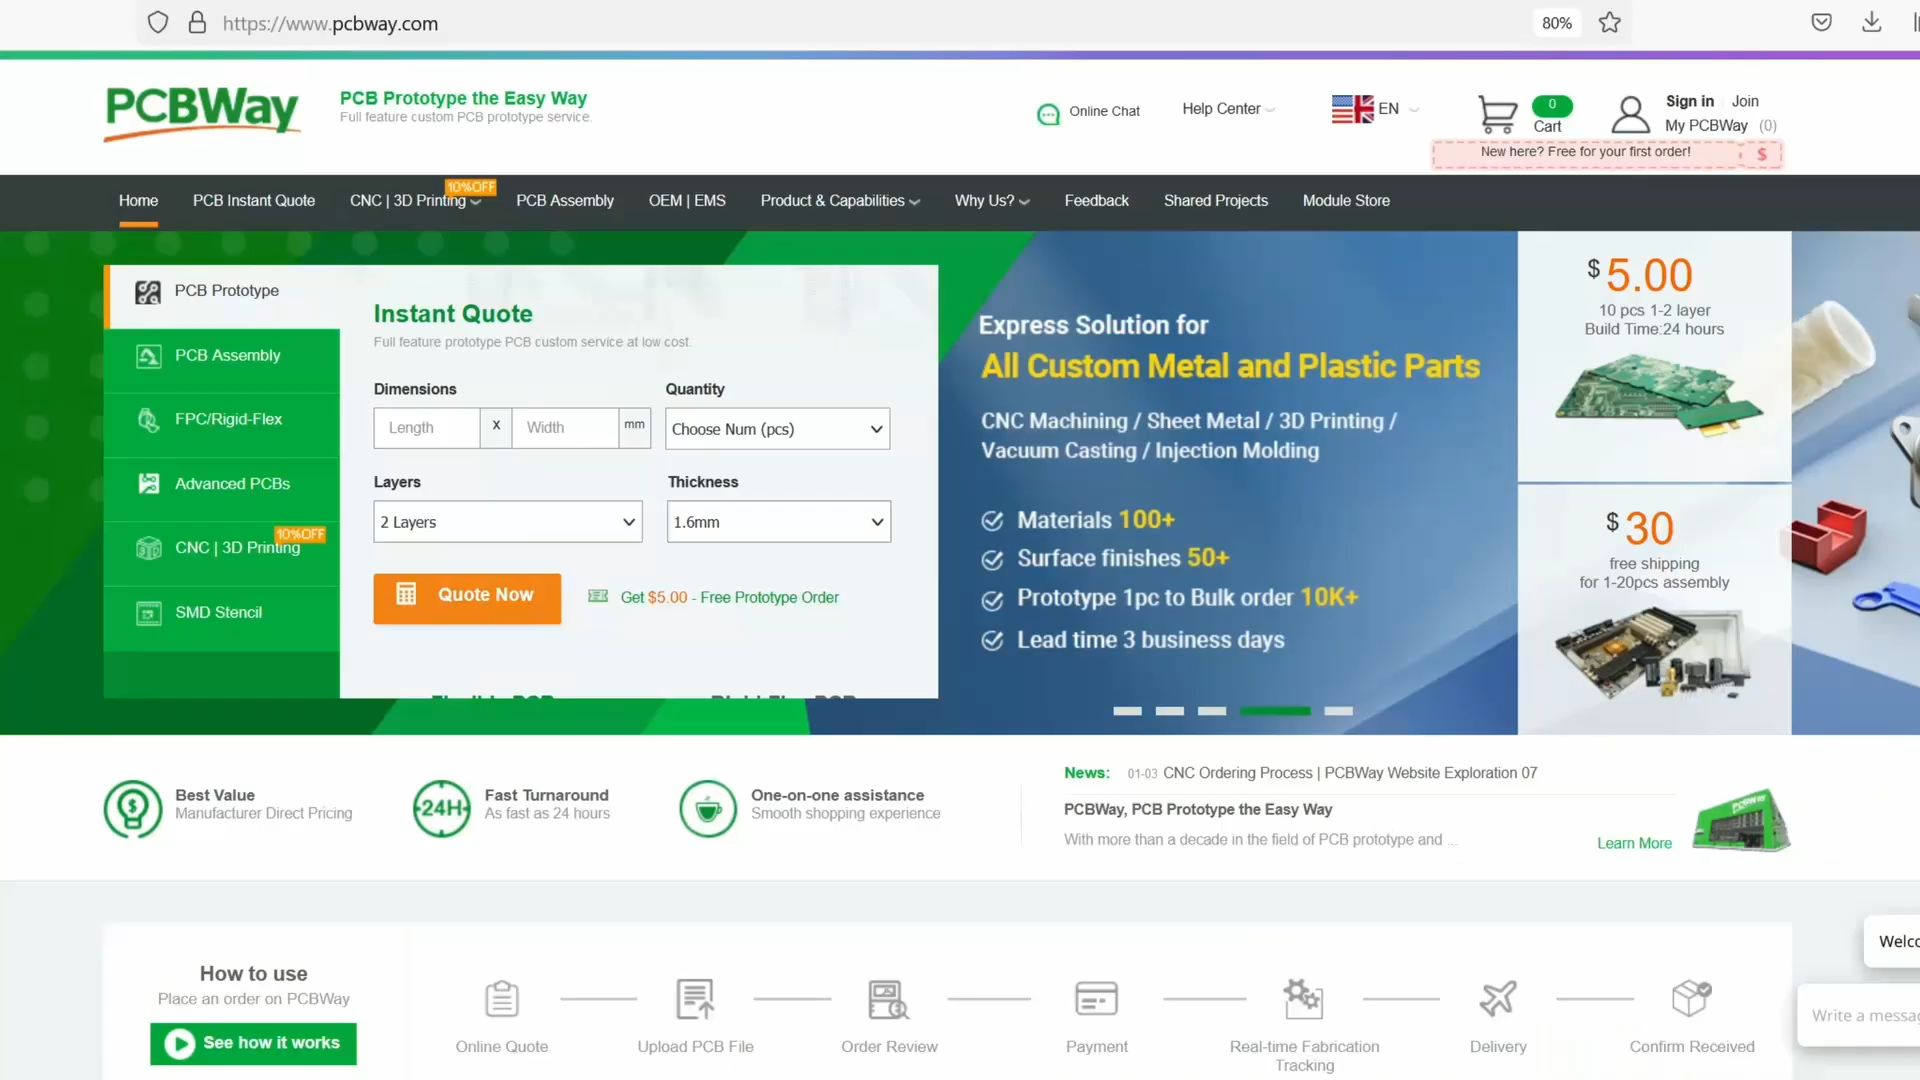 https://www.pcbway.com
80%
PCBWay
PCB Prototype the Easy Way
Full feature custom PCB prototype service.
Online Chat
Help Center
EN
0
Cart
Sign in
Join
My PCBWay (0)
New here? Free for your first order!
$
Home
PCB Instant Quote
CNC | 3D Printing
10%OFF
PCB Assembly
OEM | EMS
Product & Capabilities
Why Us?
Feedback
Shared Projects
Module Store
PCB Prototype
PCB Assembly
FPC/Rigid-Flex
Advanced PCBs
CNC | 3D Printing
10%OFF
SMD Stencil
Instant Quote
Full feature prototype PCB custom service at low cost.
Dimensions
Quantity
Length
x
Width
mm
Choose Num (pcs)
Layers
Thickness
2 Layers
1.6mm
Quote Now
Get $5.00 - Free Prototype Order
Express Solution for
All Custom Metal and Plastic Parts
CNC Machining / Sheet Metal / 3D Printing /
Vacuum Casting / Injection Molding
Materials 100+
Surface finishes 50+
Prototype 1pc to Bulk order 10K+
Lead time 3 business days
$ 5.00
10 pcs 1-2 layer
Build Time:24 hours
$ 30
free shipping
for 1-20pcs assembly
Best Value
Manufacturer Direct Pricing
24H
Fast Turnaround
As fast as 24 hours
One-on-one assistance
Smooth shopping experience
News:
01-03 CNC Ordering Process | PCBWay Website Exploration 07
PCBWay, PCB Prototype the Easy Way
With more than a decade in the field of PCB prototype and ...
Learn More
How to use
Place an order on PCBWay
See how it works
Online Quote
Upload PCB File
Order Review
Payment
Real-time Fabrication
Tracking
Delivery
Confirm Received
Welco
Write a messag